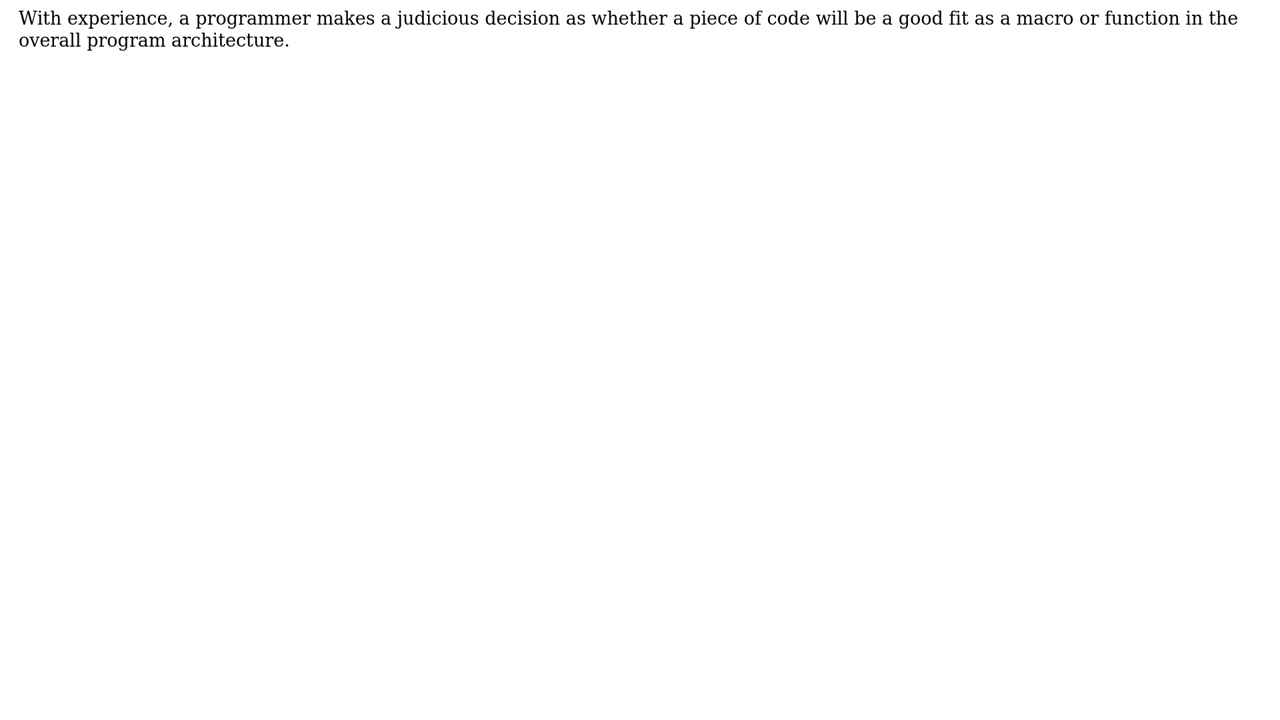 With experience, a programmer makes a judicious decision as whether a piece of code will be a good fit as a macro or function in the
overall program architecture.